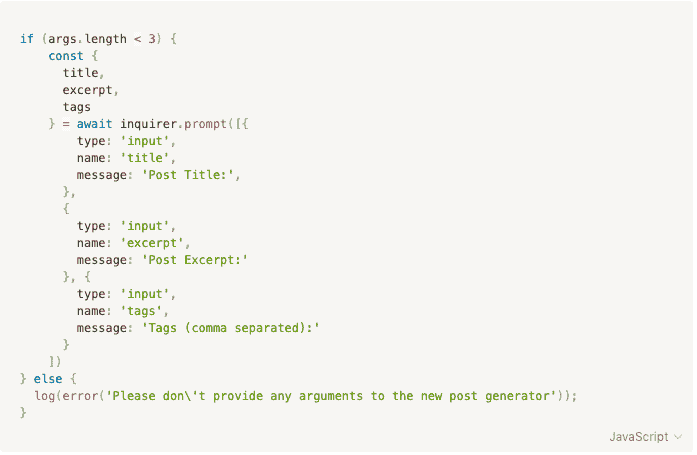 if (args.length < 3) {
    const {
      title,
      excerpt,
      tags
    } = await inquirer.prompt([{
        type: 'input',
        name: 'title',
        message: 'Post Title:',
      },
      {
        type: 'input',
        name: 'excerpt',
        message: 'Post Excerpt:'
      }, {
        type: 'input',
        name: 'tags',
        message: 'Tags (comma separated):'
      }
    ])
} else {
  log(error('Please don\'t provide any arguments to the new post generator'));
}
JavaScript